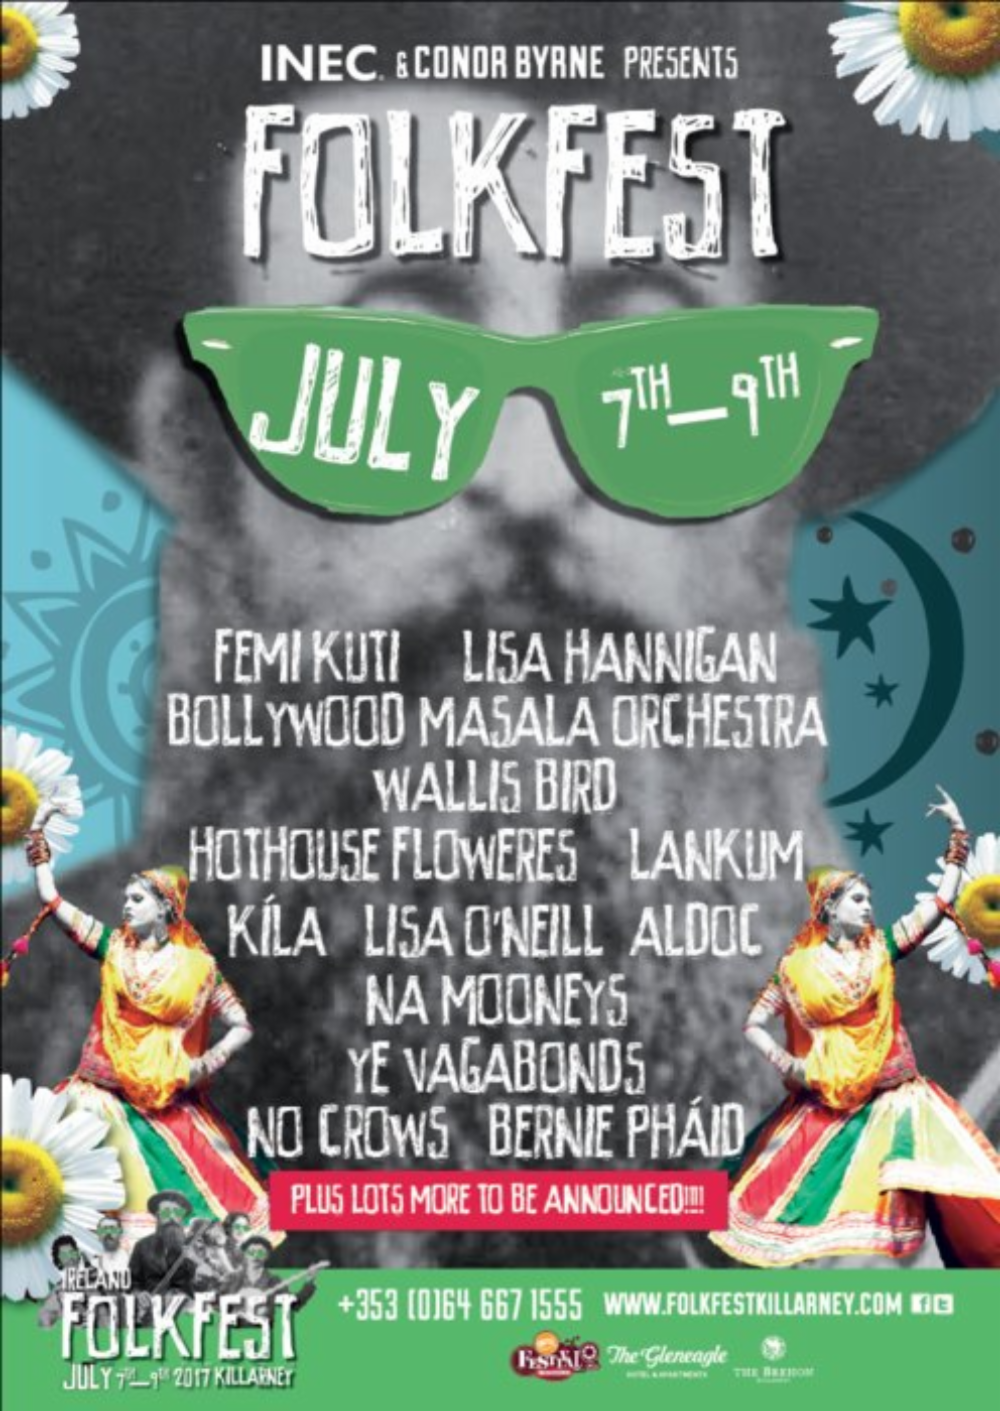 INEC & CONOR BYRNE PRESENTS
FOLKFEST
JULY 7TH–9TH
FEMI KUTI LISA HANNIGAN
BOLLYWOOD MASALA ORCHESTRA
WALLIS BIRD
HOTHOUSE FLOWERES LANKUM
KÍLA LISA O'NEILL ALDOC
NA MOONEYS
YE VAGABONDS
NO CROWS BERNIE PHÁID
PLUS LOTS MORE TO BE ANNOUNCED!!!!
IRELAND
FOLKFEST
JULY 7TH–9TH 2017 KILLARNEY
+353 (0)64 667 1555 WWW.FOLKFESTKILLARNEY.COM
FESTIVAL
The Gleneagle
HOTEL & APARTMENTS
THE BREHON